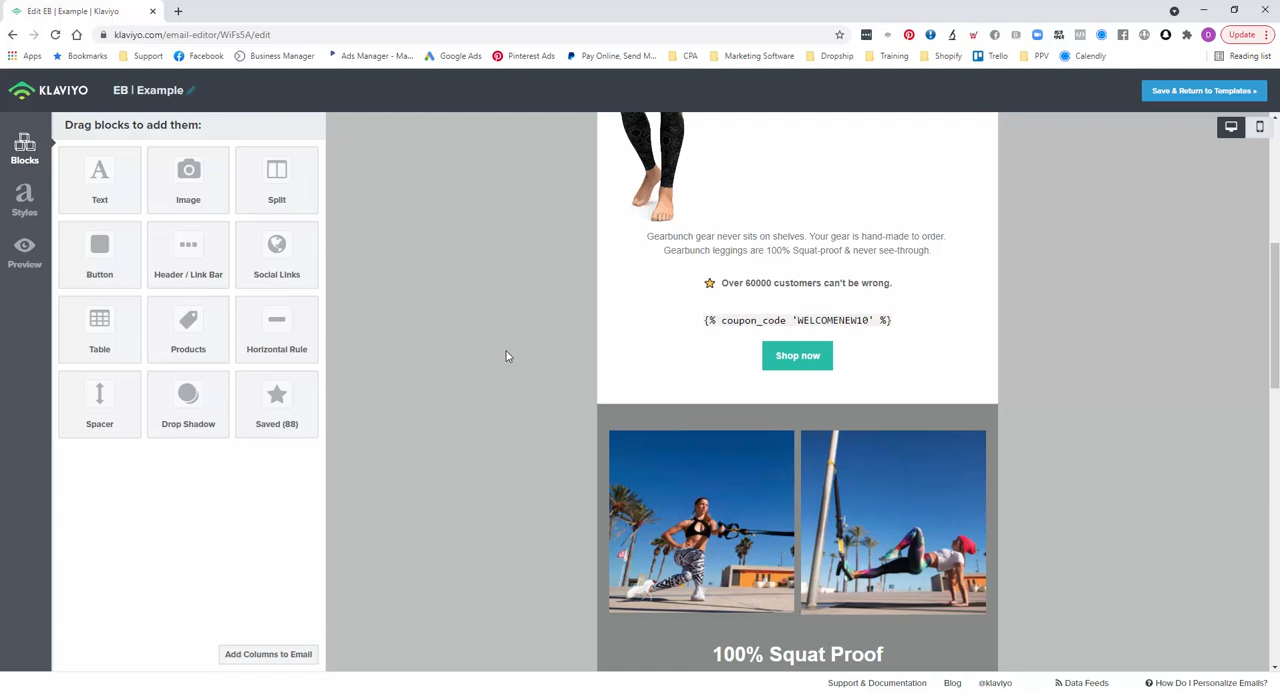 Edit EB | Example | Klaviyo
klaviyo.com/email-editor/WiFs5A/edit
D
Update
Apps
Bookmarks
Support
Facebook
Business Manager
Ads Manager - Ma...
Google Ads
Pinterest Ads
Pay Online, Send M...
CPA
Marketing Software
Dropship
Training
Shopify
Trello
PPV
Calendly
Reading list
KLAVIYO
EB | Example
Save & Return to Templates »
Blocks
Styles
Preview
Drag blocks to add them:
Text
Image
Split
Button
Header / Link Bar
Social Links
Table
Products
Horizontal Rule
Spacer
Drop Shadow
Saved (88)
Add Columns to Email
Gearbunch gear never sits on shelves. Your gear is hand-made to order.
Gearbunch leggings are 100% Squat-proof & never see-through.
Over 60000 customers can't be wrong.
{% coupon_code 'WELCOMENEW10' %}
Shop now
100% Squat Proof
Support & Documentation
Blog
@klaviyo
Data Feeds
How Do I Personalize Emails?